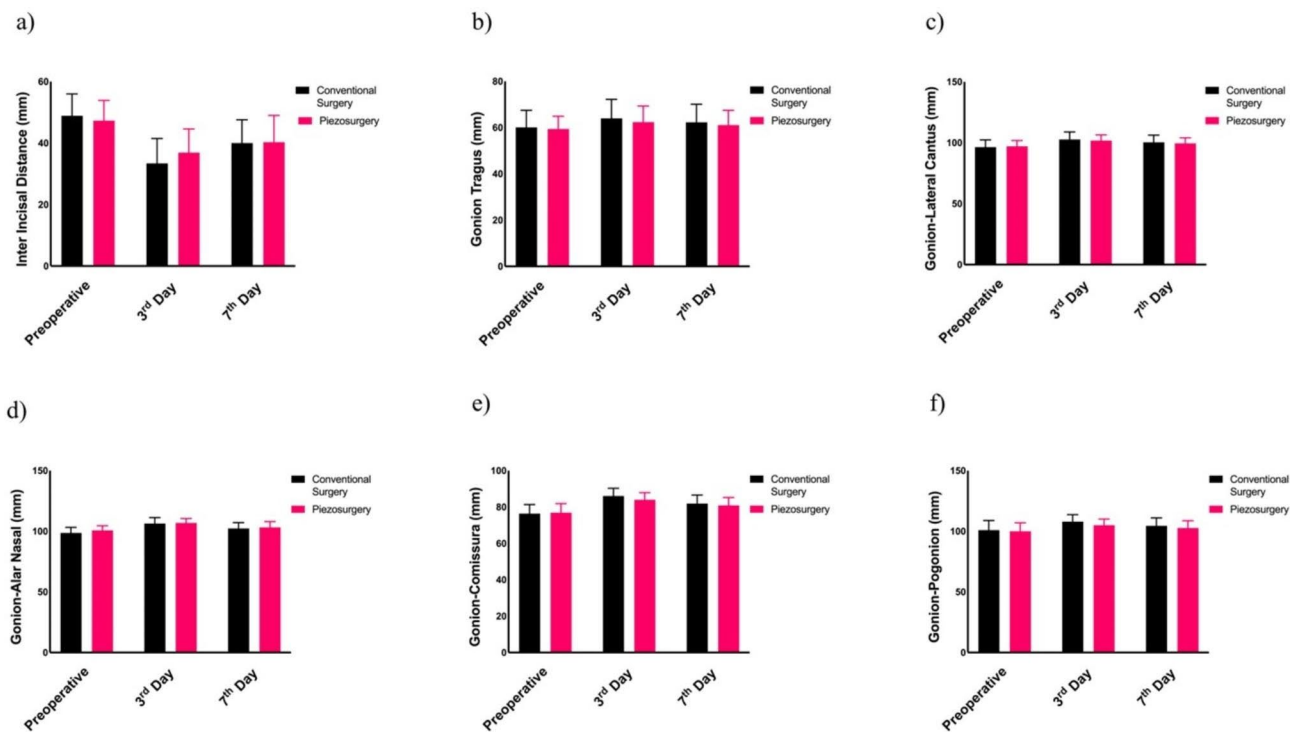 a)
Inter Incisal Distance (mm)
60
40
20
0
Preoperative
3rd Day
7th Day
Conventional
Surgery
Piezosurgery
b)
Gonion Tragus (mm)
80
60
40
20
0
Preoperative
3rd Day
7th Day
Conventional
Surgery
Piezosurgery
c)
Gonion-Lateral Cantus (mm)
150
100
50
0
Preoperative
3rd Day
7th Day
Conventional
Surgery
Piezosurgery
d)
Gonion-Alar Nasal (mm)
150
100
50
0
Preoperative
3rd Day
7th Day
Conventional
Surgery
Piezosurgery
e)
Gonion-Comissura (mm)
100
80
60
40
20
0
Preoperative
3rd Day
7th Day
Conventional
Surgery
Piezosurgery
f)
Gonion-Pogonion (mm)
150
100
50
0
Preoperative
3rd Day
7th Day
Conventional
Surgery
Piezosurgery